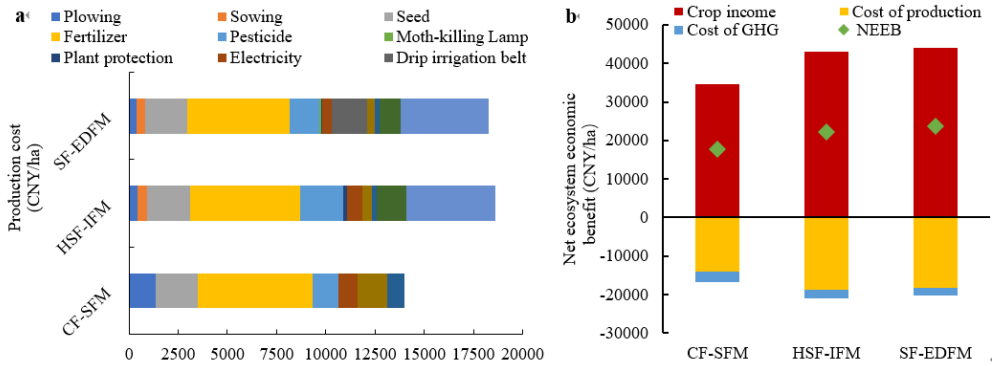 a
Plowing Sowing Seed
Fertilizer Pesticide Moth-killing Lamp
Plant protection Electricity Drip irrigation belt
Production cost
(CNY/ha)
SF-EDFM
HSF-IFM
CF-SFM
0 2500 5000 7500 10000 12500 15000 17500 20000
b
Crop income Cost of production
Cost of GHG NEEB
Net ecosystem economic
benefit (CNY/ha)
50000
40000
30000
20000
10000
0
-10000
-20000
-30000
CF-SFM HSF-IFM SF-EDFM